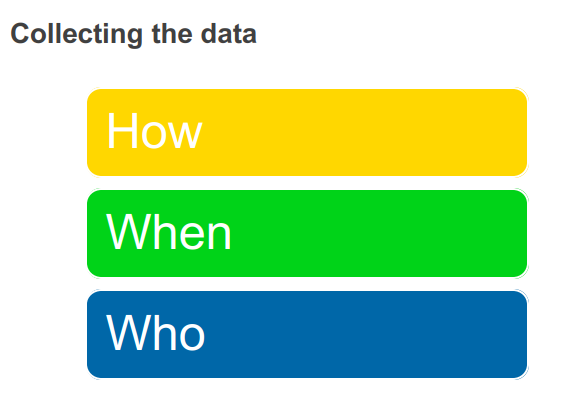 Collecting the data
How
When
Who